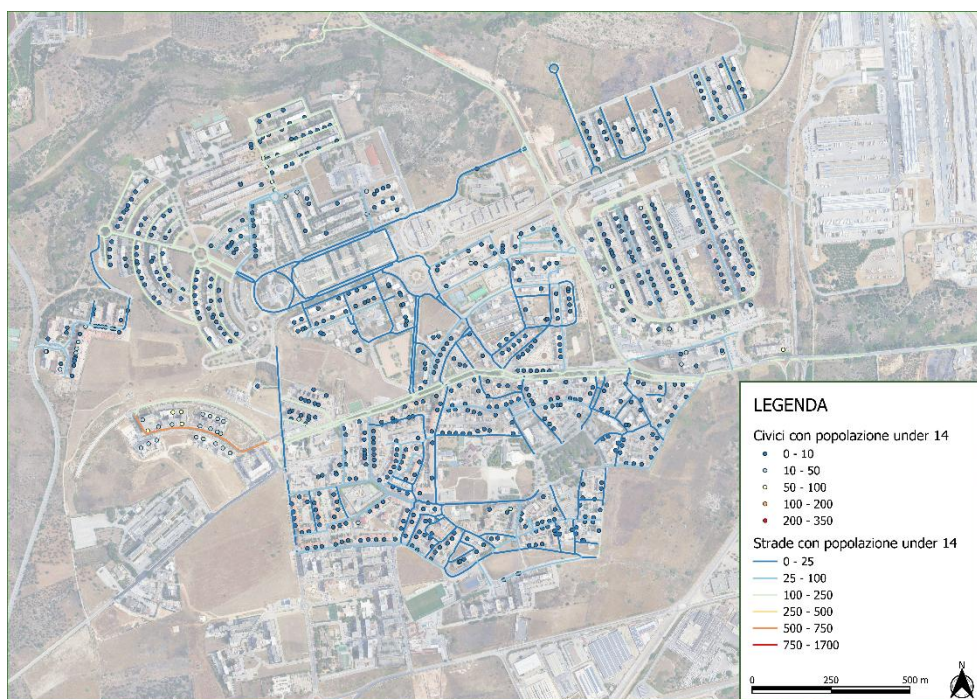 LEGENDA
Civici con popolazione under 14
0 - 10
10 - 50
50 - 100
100 - 200
200 - 350
Strade con popolazione under 14
0 - 25
25 - 100
100 - 250
250 - 500
500 - 750
750 - 1700
N
0 250 500 m